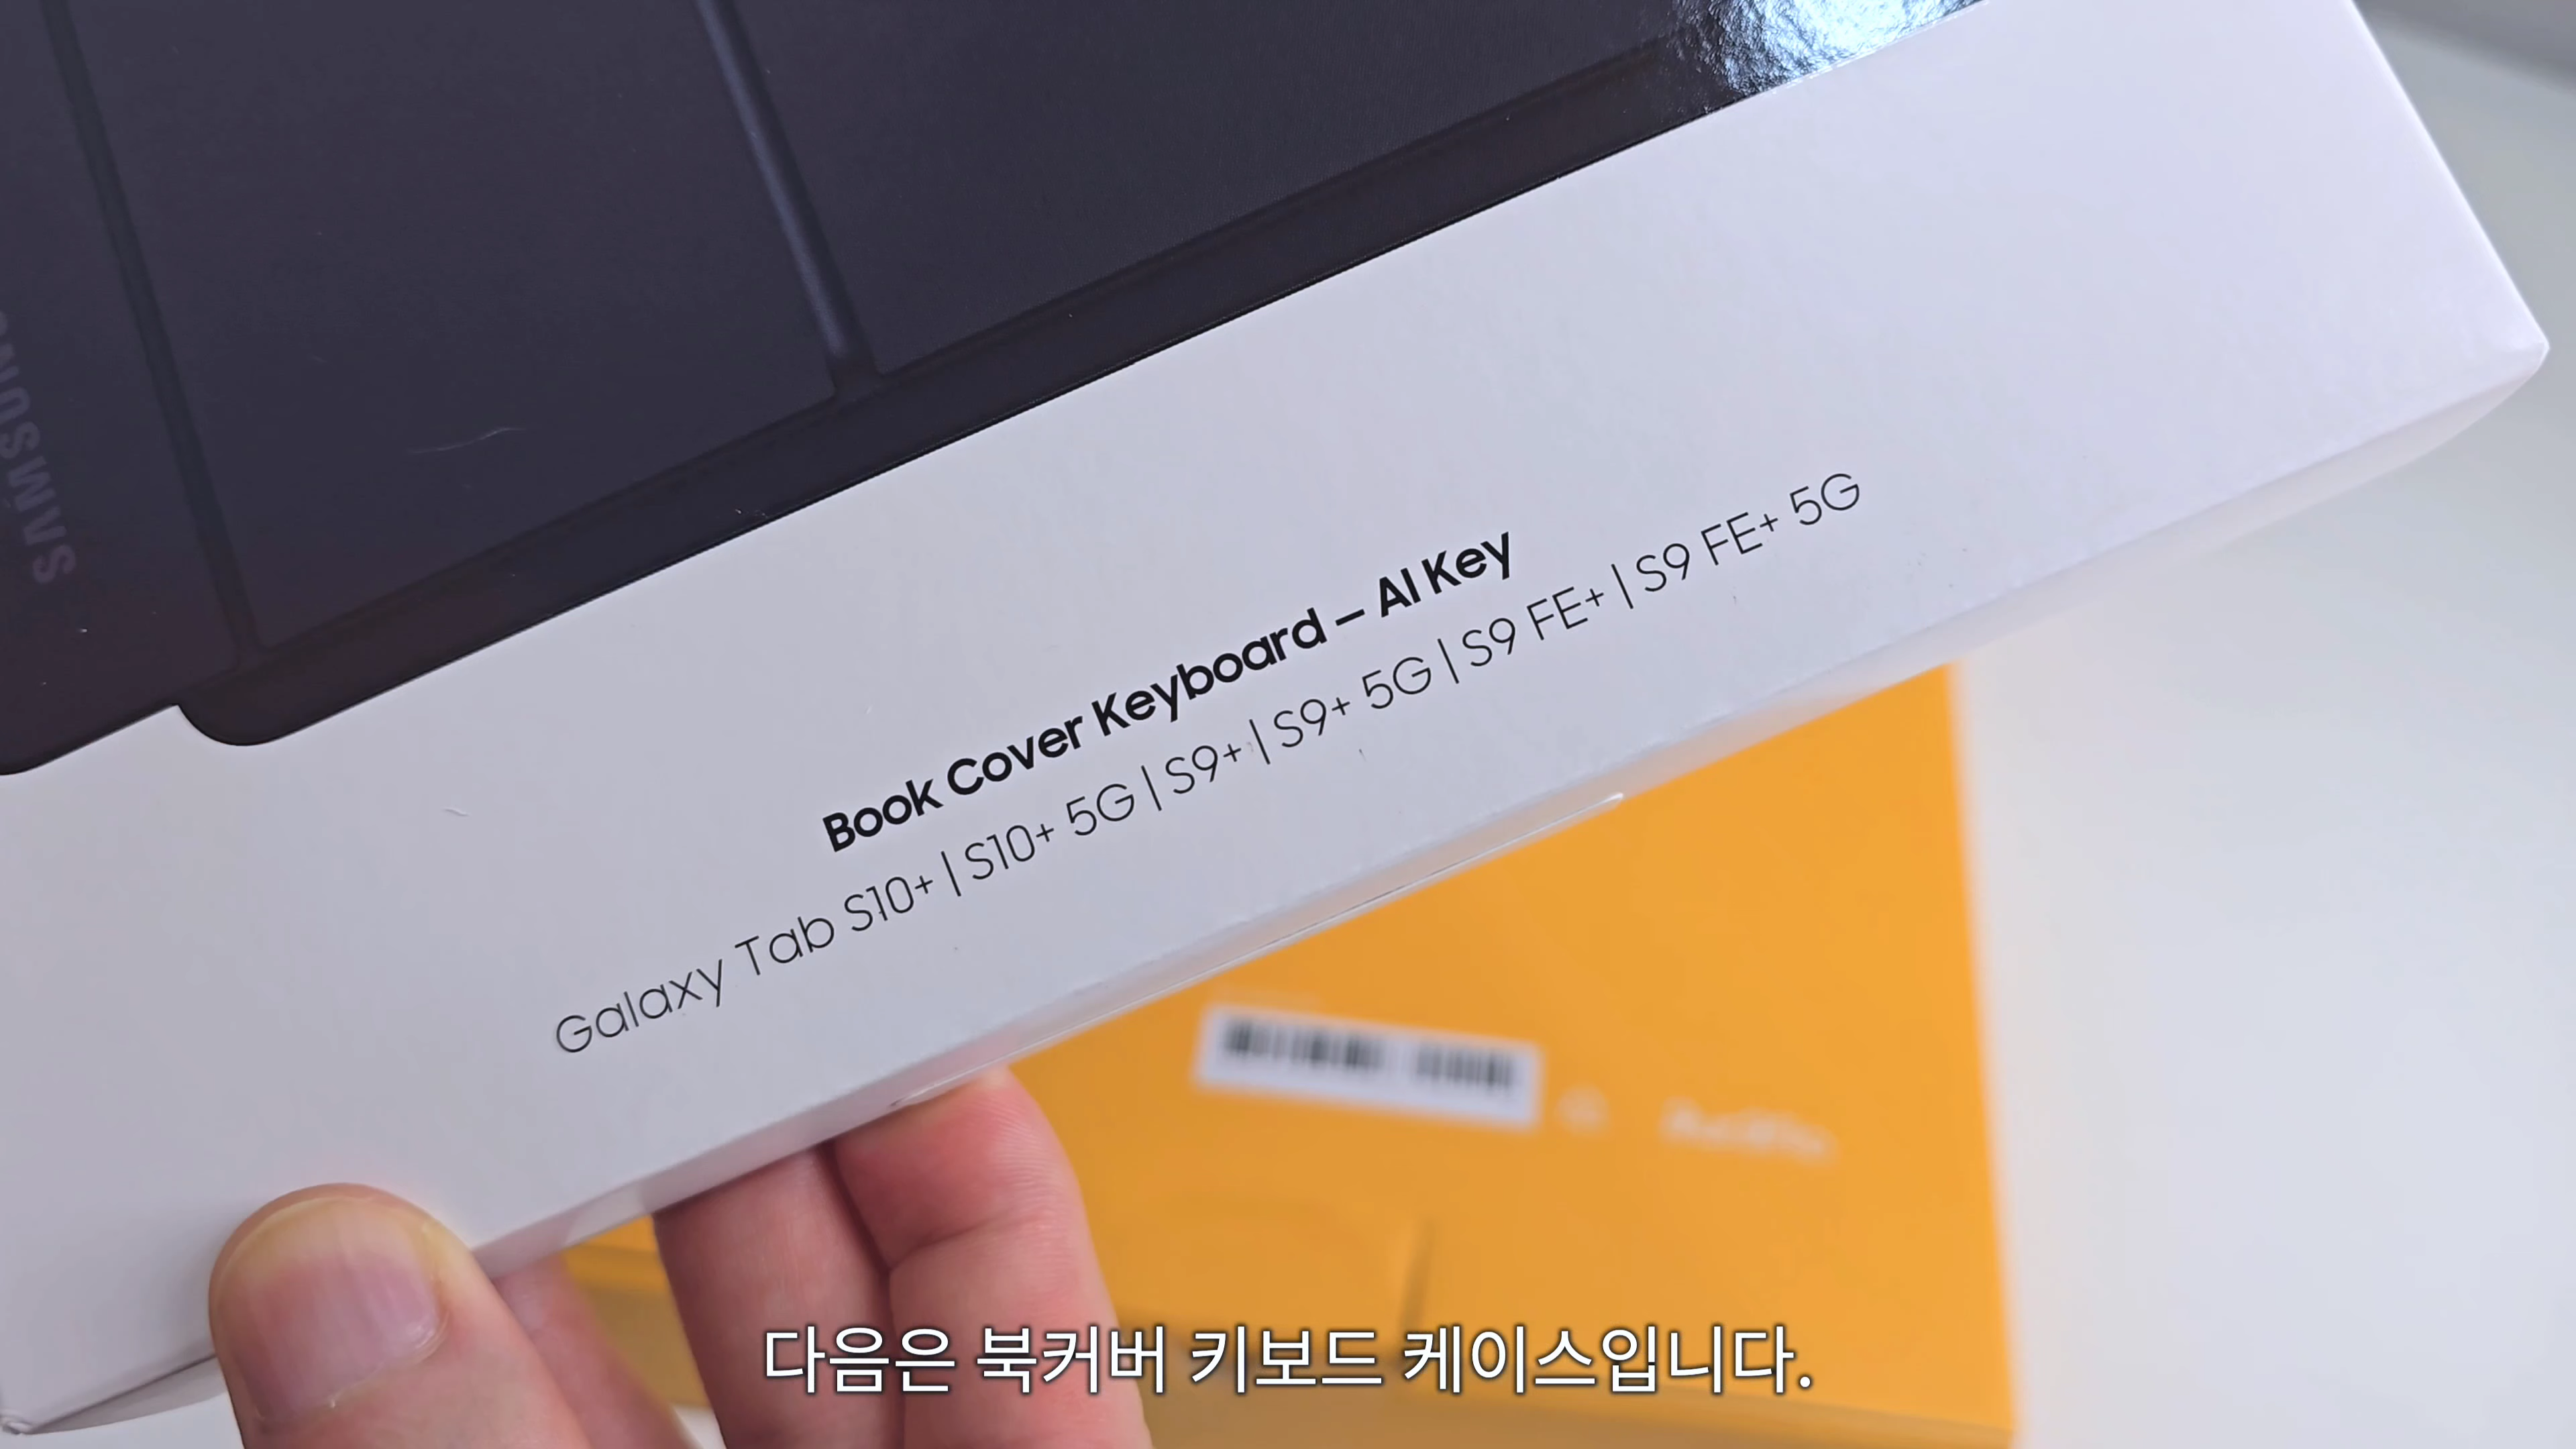 SAMSUNG
Book Cover Keyboard – AI Key
Galaxy Tab S10+ | S10+ 5G | S9+ | S9+ 5G | S9 FE+ | S9 FE+ 5G
다음은 북커버 키보드 케이스입니다.